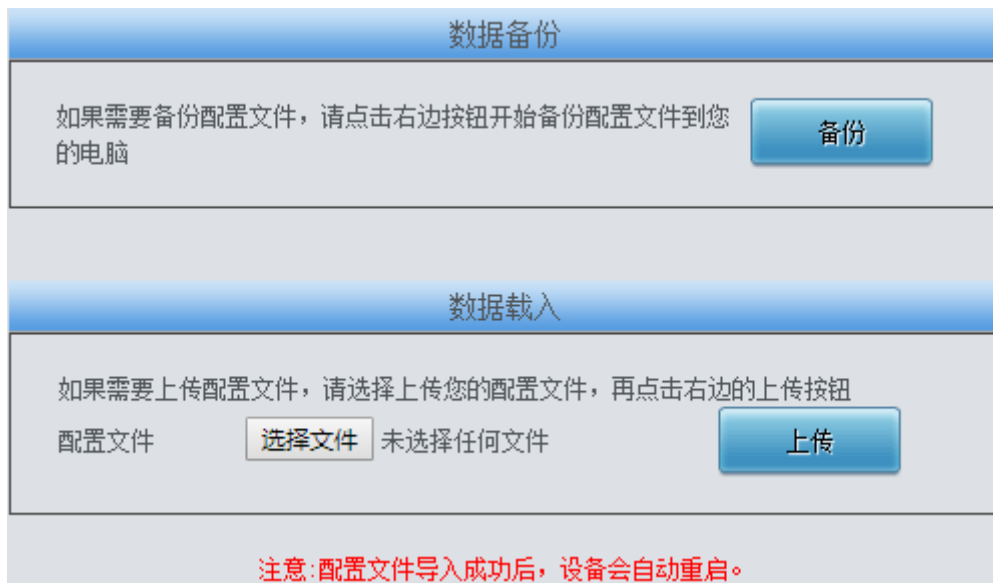 数据备份
如果需要备份配置文件，请点击右边按钮开始备份配置文件到您
的电脑
备份
数据载入
如果需要上传配置文件，请选择上传您的配置文件，再点击右边的上传按钮
配置文件 选择文件 未选择任何文件 上传
注意:配置文件导入成功后，设备会自动重启。